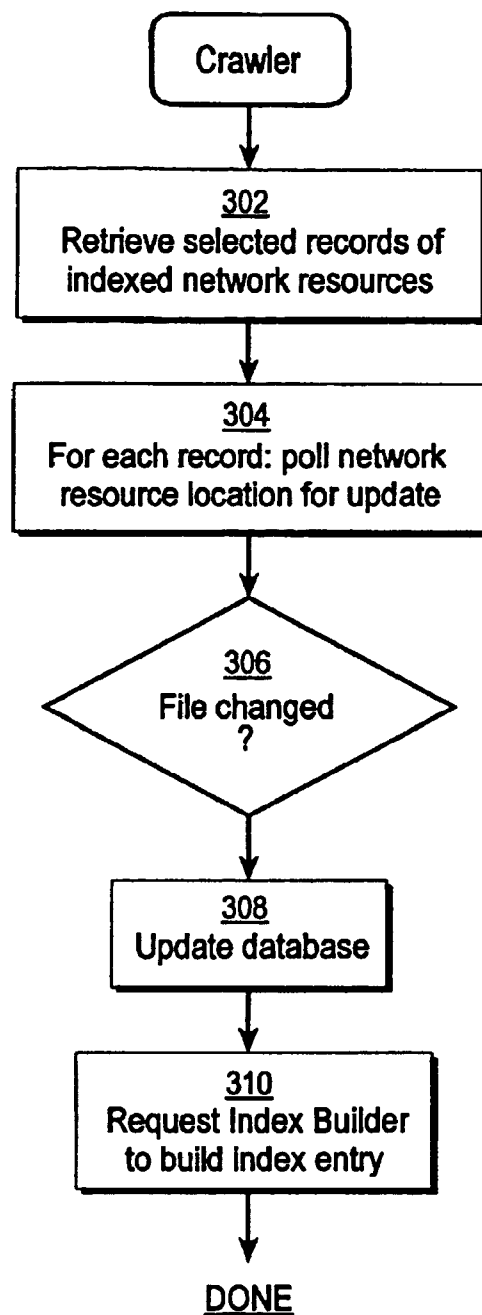 Crawler
302
Retrieve selected records of
indexed network resources
304
For each record: poll network
resource location for update
306
File changed
?
308
Update database
310
Request Index Builder
to build index entry
DONE